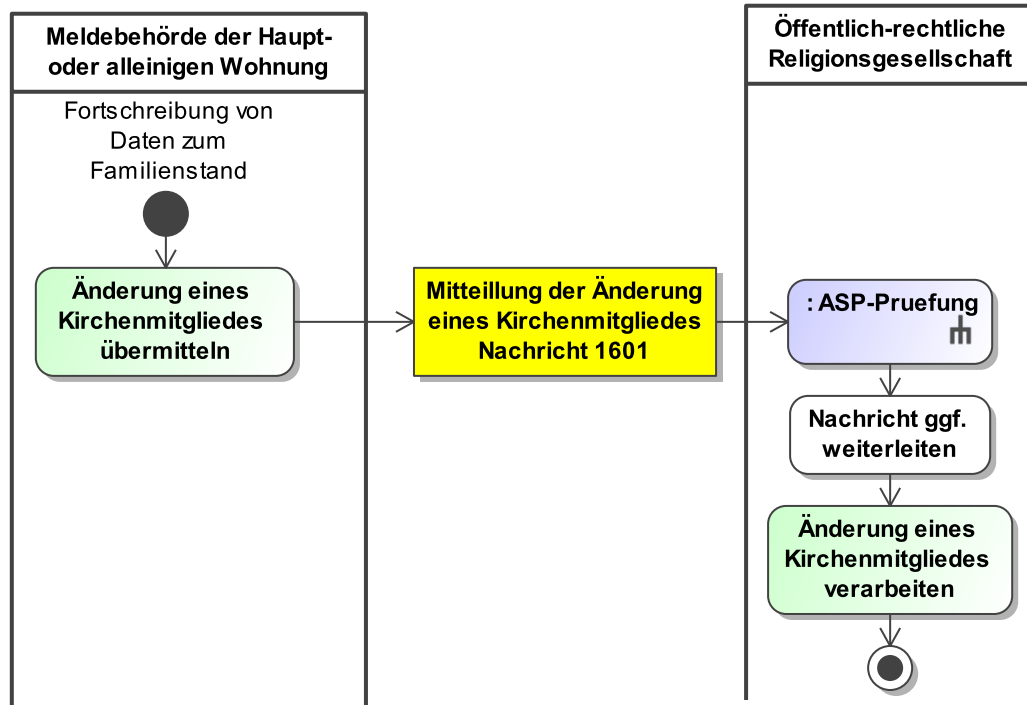 Meldebehörde der Haupt-
oder alleinigen Wohnung
Öffentlich-rechtliche
Religionsgesellschaft
Fortschreibung von
Daten zum
Familienstand
Änderung eines
Kirchenmitgliedes
übermitteln
Mitteillung der Änderung
eines Kirchenmitgliedes
Nachricht 1601
: ASP-Pruefung
Nachricht ggf.
weiterleiten
Änderung eines
Kirchenmitgliedes
verarbeiten